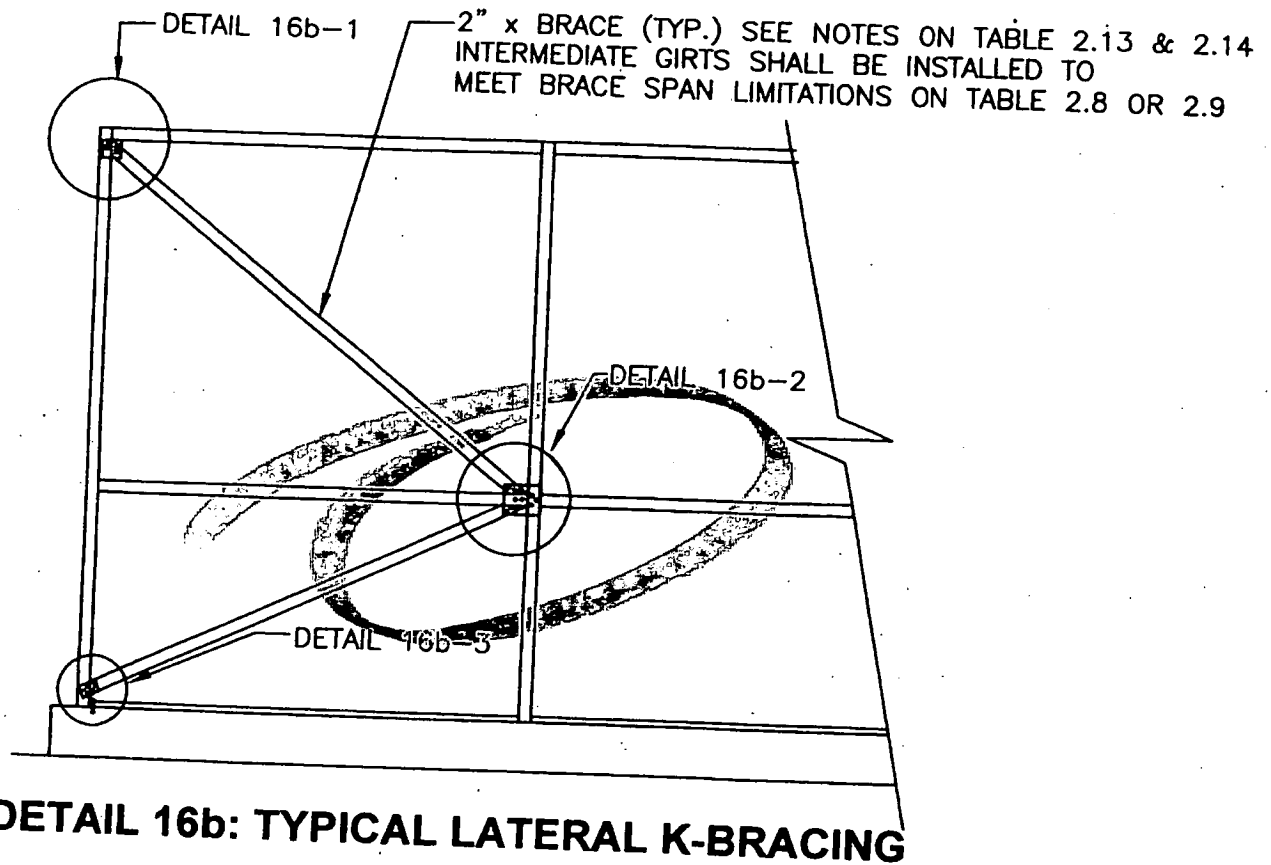 DETAIL 16b-1
2" x BRACE (TYP.) SEE NOTES ON TABLE 2.13 & 2.14
INTERMEDIATE GIRTS SHALL BE INSTALLED TO
MEET BRACE SPAN LIMITATIONS ON TABLE 2.8 OR 2.9
DETAIL 16b-2
DETAIL 16b-3
DETAIL 16b: TYPICAL LATERAL K-BRACING